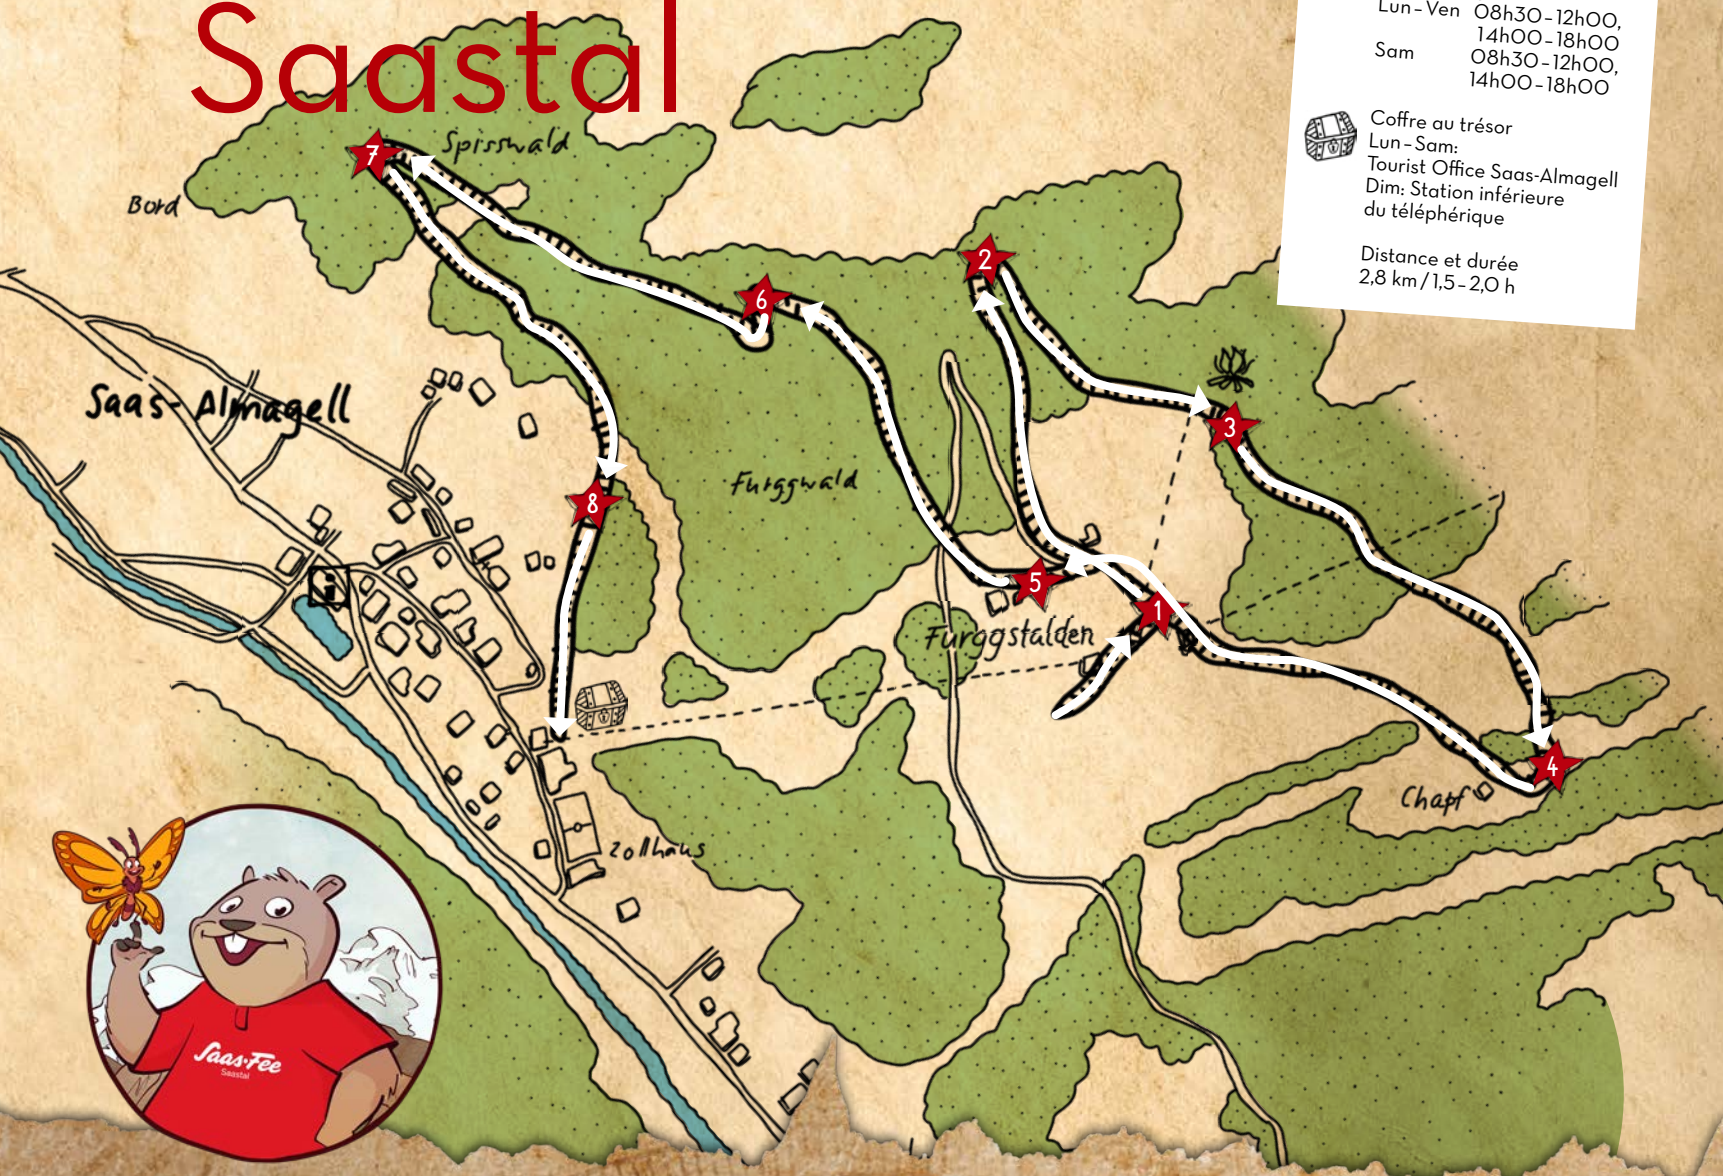 Saastal
Lun–Ven 08h30–12h00,
14h00–18h00
Sam 08h30–12h00,
14h00–18h00
Coffre au trésor
Lun–Sam:
Tourist Office Saas-Almagell
Dim: Station inférieure
du téléphérique
Distance et durée
2,8 km/1,5–2,0 h
7
Spisswald
Bord
2
6
3
Saas-Almagell
Furggwald
8
5
i
1
Furggstalden
4
Chapf
Zollhaus
Saas-Fee
Saastal